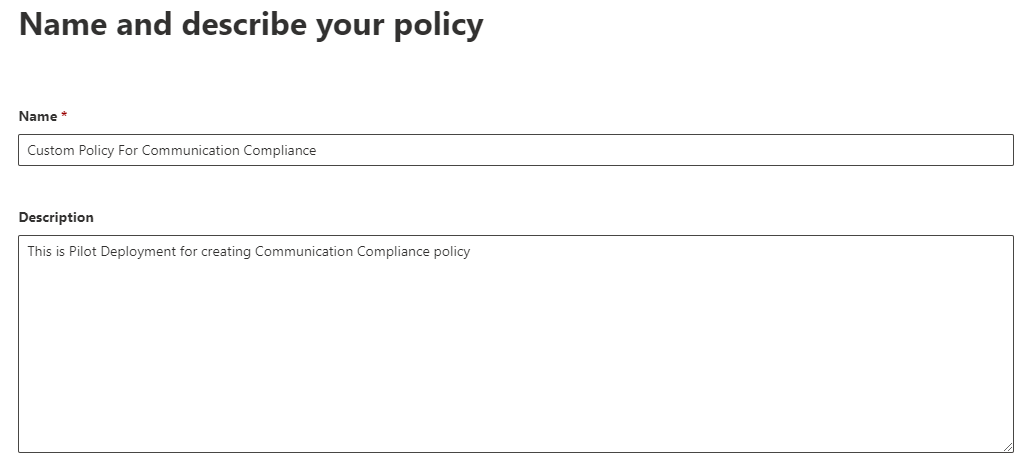 Name and describe your policy
Name *
Custom Policy For Communication Compliance
Description
This is Pilot Deployment for creating Communication Compliance policy